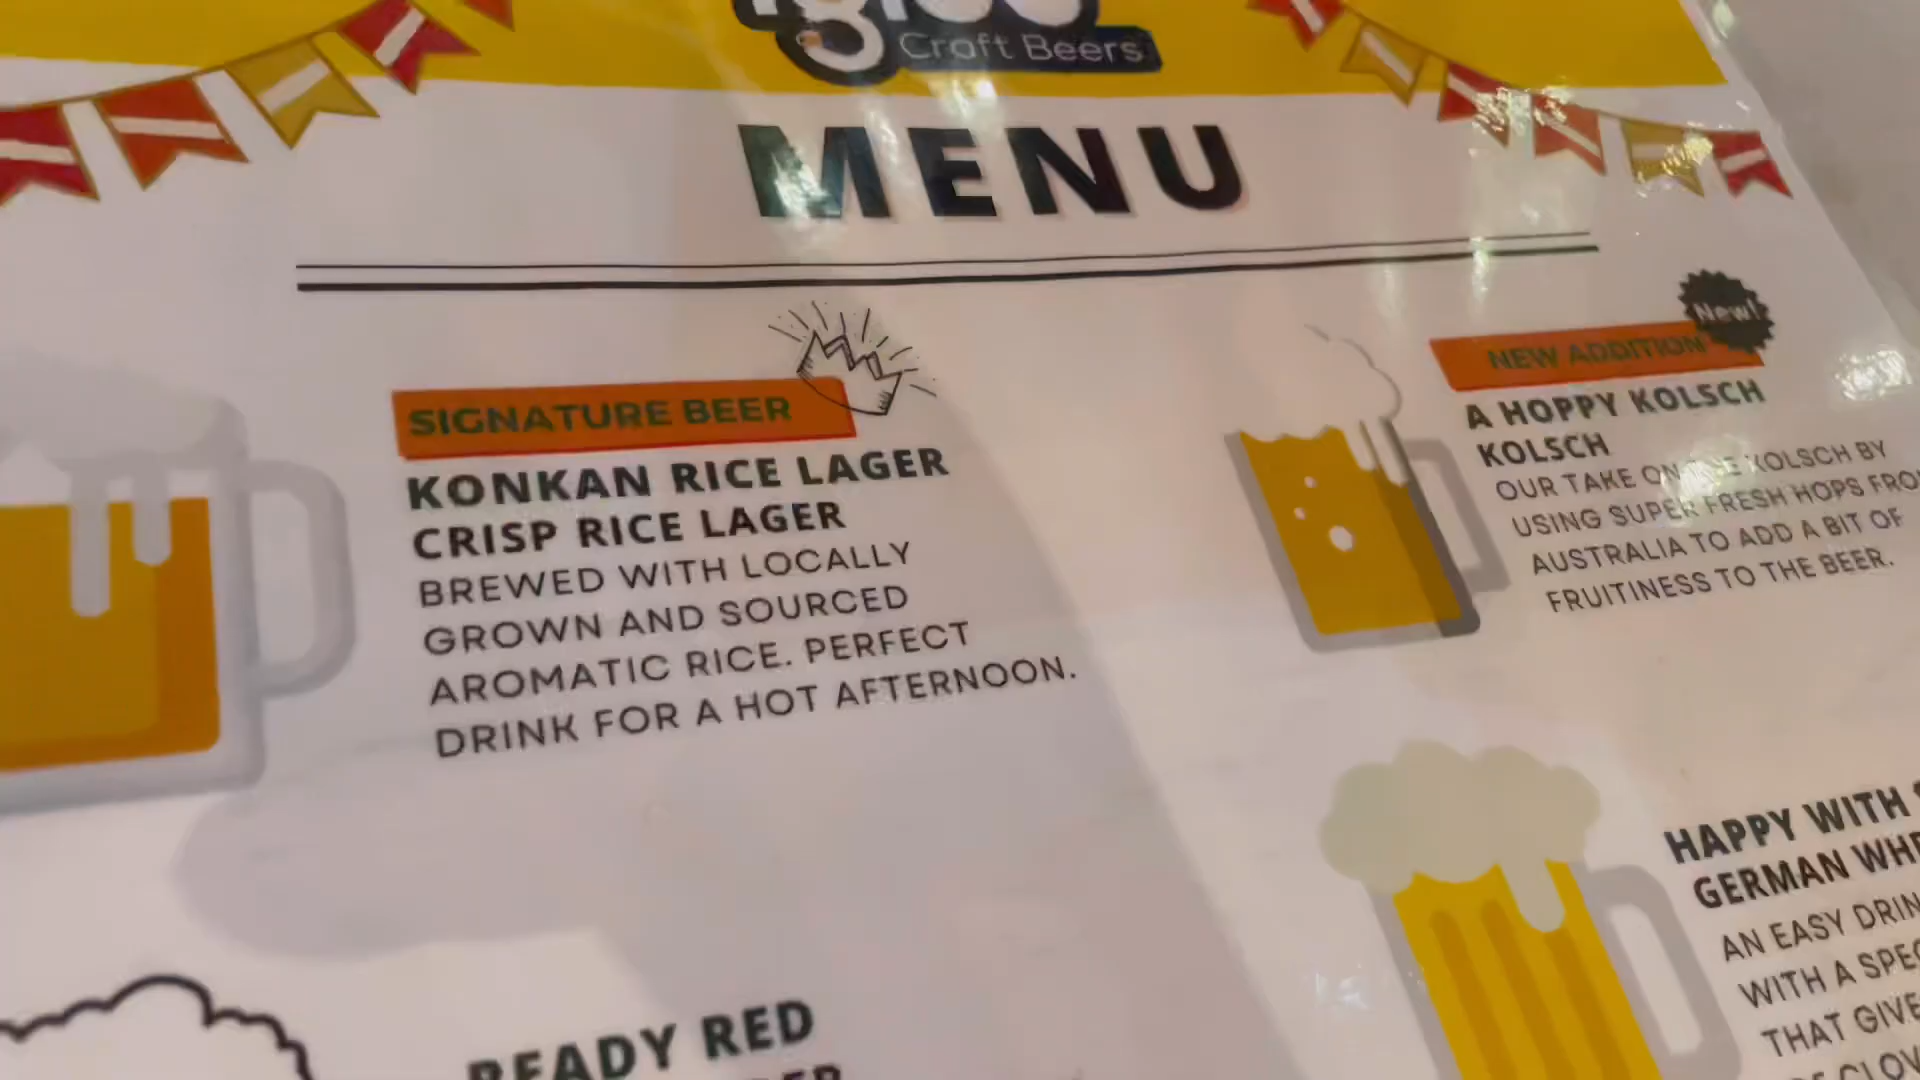 Craft Beers
MENU
SIGNATURE BEER
KONKAN RICE LAGER
CRISP RICE LAGER
BREWED WITH LOCALLY
GROWN AND SOURCED
AROMATIC RICE. PERFECT
DRINK FOR A HOT AFTERNOON.
New!
NEW ADDITION
A HOPPY KOLSCH
KOLSCH
OUR TAKE ON THE KOLSCH BY
USING SUPER FRESH HOPS
AUSTRALIA TO ADD A BIT OF
FRUITINESS TO THE BEER.
HAPPY WITH
GERMAN
AN EASY
WITH A
THAT
READY RED